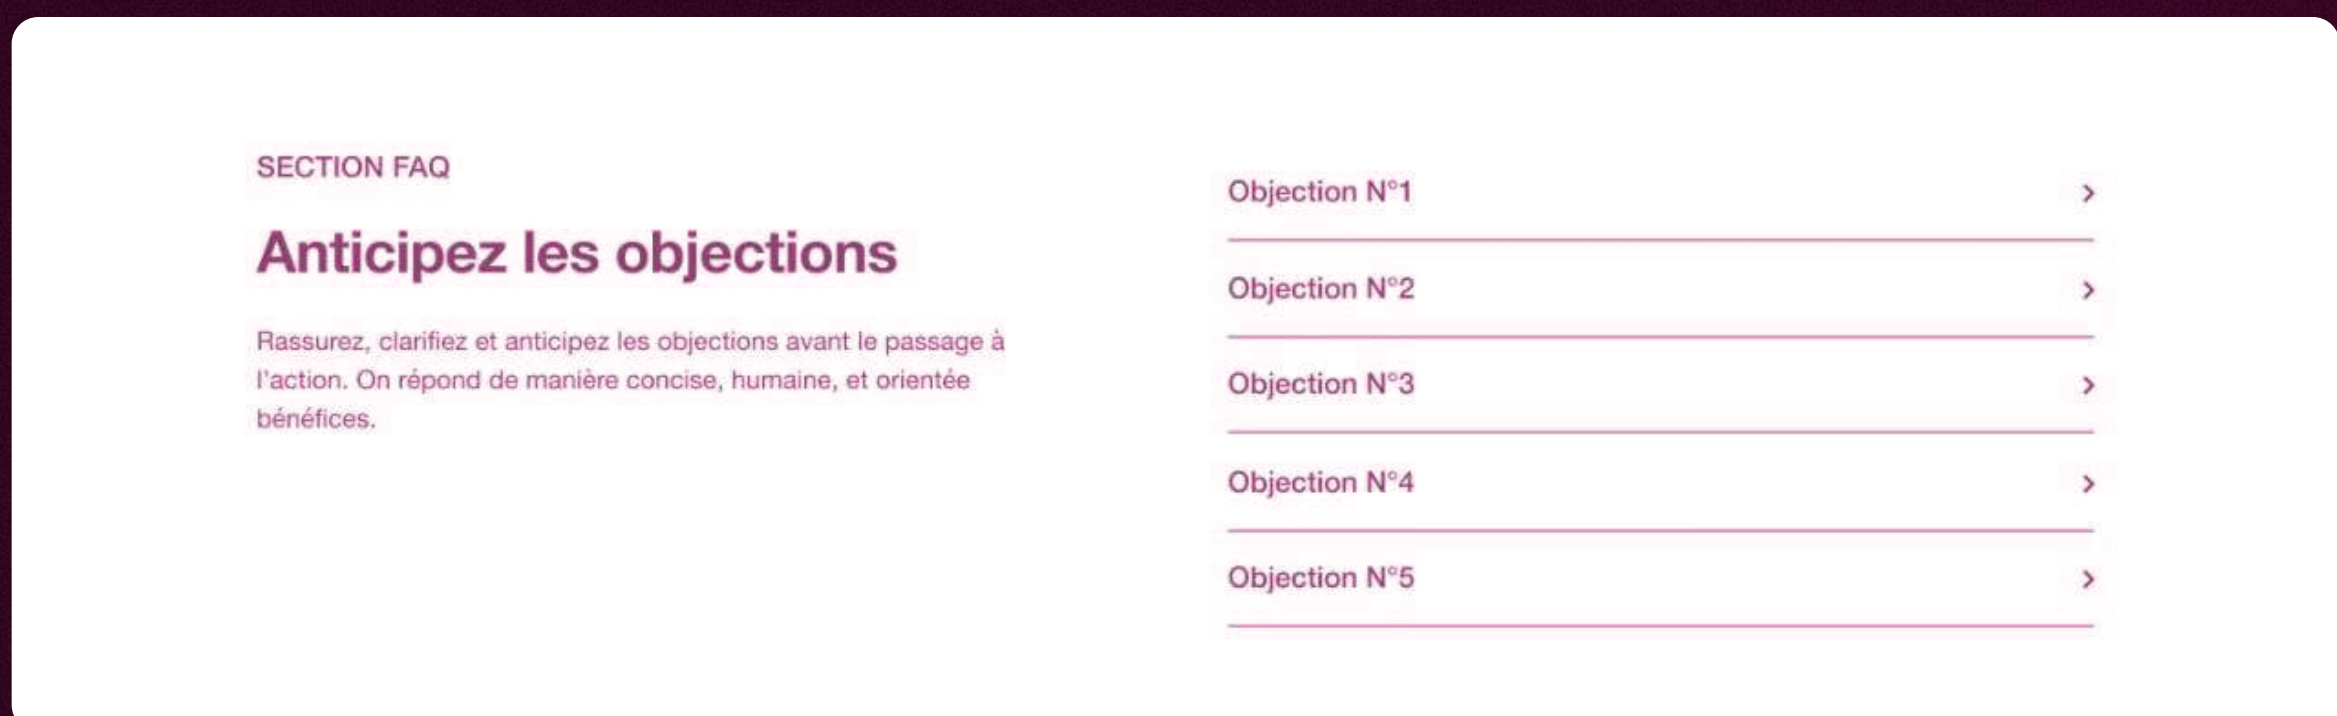 SECTION FAQ
Anticipez les objections
Rassurez, clarifiez et anticipez les objections avant le passage à
l'action. On répond de manière concise, humaine, et orientée
bénéfices.
Objection N°1
Objection N°2
Objection N°3
Objection N°4
Objection N°5